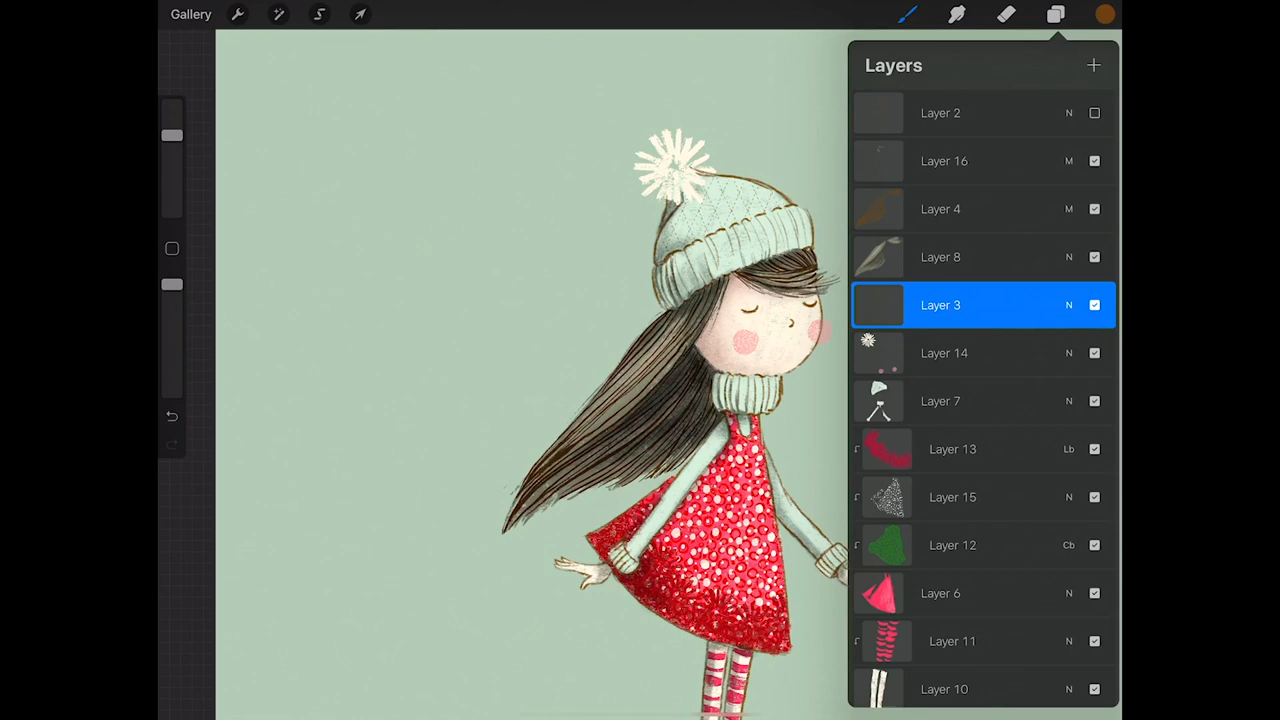 Gallery
Layers
Layer 2 N
Layer 16 M
Layer 4 M
Layer 8 N
Layer 3 N
Layer 14 N
Layer 7 N
Layer 13 Lb
Layer 15 N
Layer 12 Cb
Layer 6 N
Layer 11 N
Layer 10 N